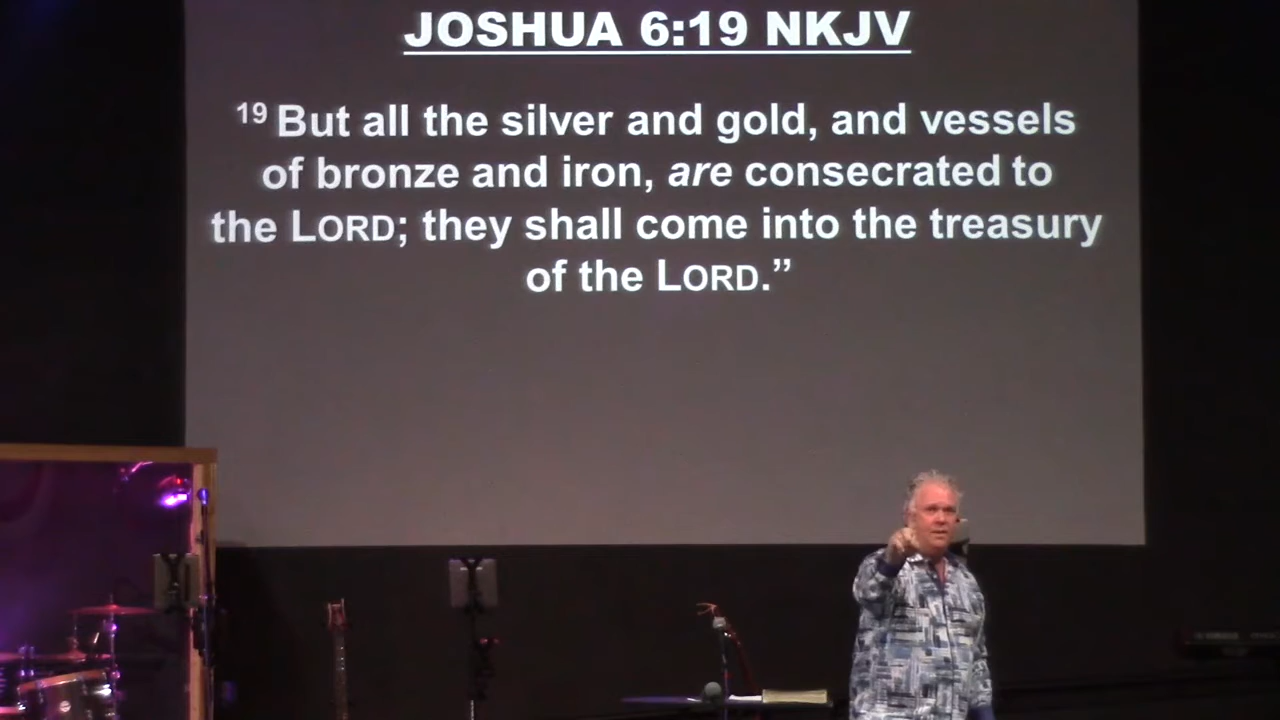 JOSHUA 6:19 NKJV
19 But all the silver and gold, and vessels
of bronze and iron, are consecrated to
the LORD; they shall come into the treasury
of the LORD.”